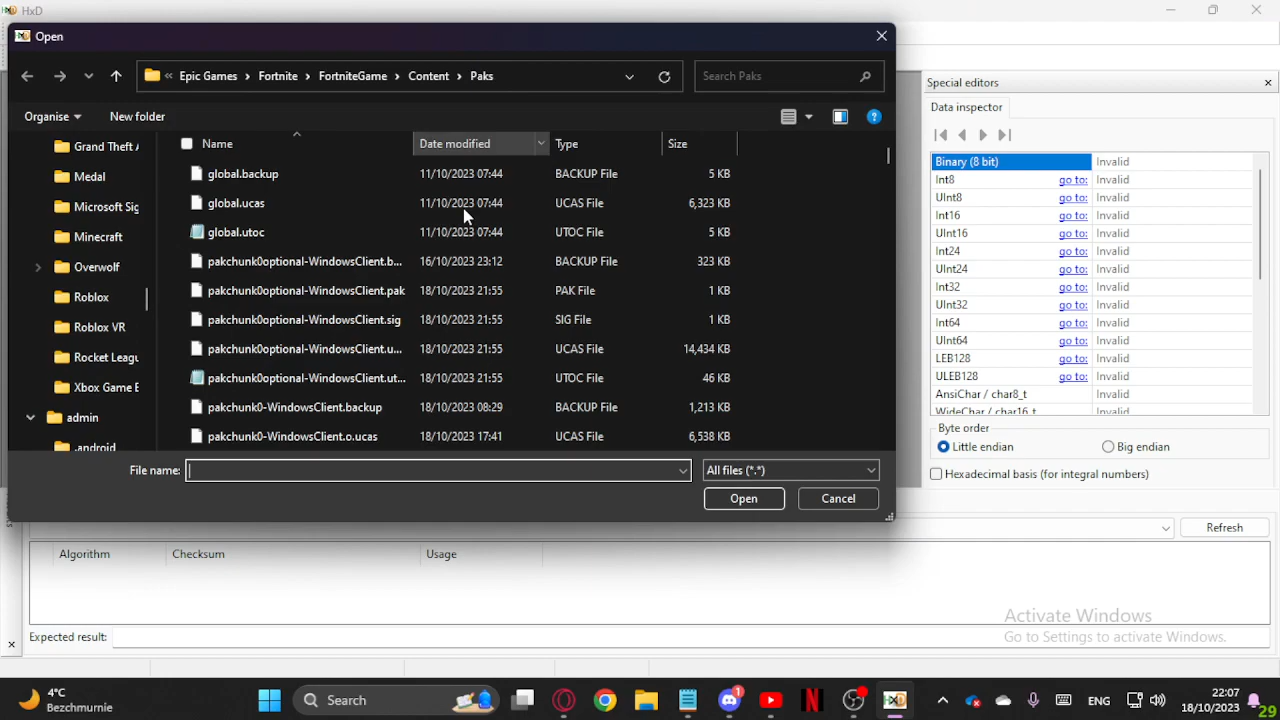 HxD
Open
« Epic Games › Fortnite › FortniteGame › Content › Paks
Search Paks
Organise
New folder
Grand Theft A
Medal
Microsoft Sig
Minecraft
Overwolf
Roblox
Roblox VR
Rocket Leagu
Xbox Game B
admin
.android
Name Date modified Type Size
global.backup 11/10/2023 07:44 BACKUP File 5 KB
global.ucas 11/10/2023 07:44 UCAS File 6,323 KB
global.utoc 11/10/2023 07:44 UTOC File 5 KB
pakchunk0optional-WindowsClient.b... 16/10/2023 23:12 BACKUP File 323 KB
pakchunk0optional-WindowsClient.pak 18/10/2023 21:55 PAK File 1 KB
pakchunk0optional-WindowsClient.sig 18/10/2023 21:55 SIG File 1 KB
pakchunk0optional-WindowsClient.u... 18/10/2023 21:55 UCAS File 14,434 KB
pakchunk0optional-WindowsClient.ut... 18/10/2023 21:55 UTOC File 46 KB
pakchunk0-WindowsClient.backup 18/10/2023 08:29 BACKUP File 1,213 KB
pakchunk0-WindowsClient.o.ucas 18/10/2023 17:41 UCAS File 6,538 KB
File name:
All files (*.*)
Open
Cancel
Special editors
Data inspector
Binary (8 bit) Invalid
Int8 go to: Invalid
UInt8 go to: Invalid
Int16 go to: Invalid
UInt16 go to: Invalid
Int24 go to: Invalid
UInt24 go to: Invalid
Int32 go to: Invalid
UInt32 go to: Invalid
Int64 go to: Invalid
UInt64 go to: Invalid
LEB128 go to: Invalid
ULEB128 go to: Invalid
AnsiChar / char8_t Invalid
WideChar / char16_t Invalid
Byte order
Little endian
Big endian
Hexadecimal basis (for integral numbers)
Refresh
Algorithm Checksum Usage
Expected result:
Activate Windows
Go to Settings to activate Windows.
4°C
Bezchmurnie
Search
1
ENG
22:07
18/10/2023
29